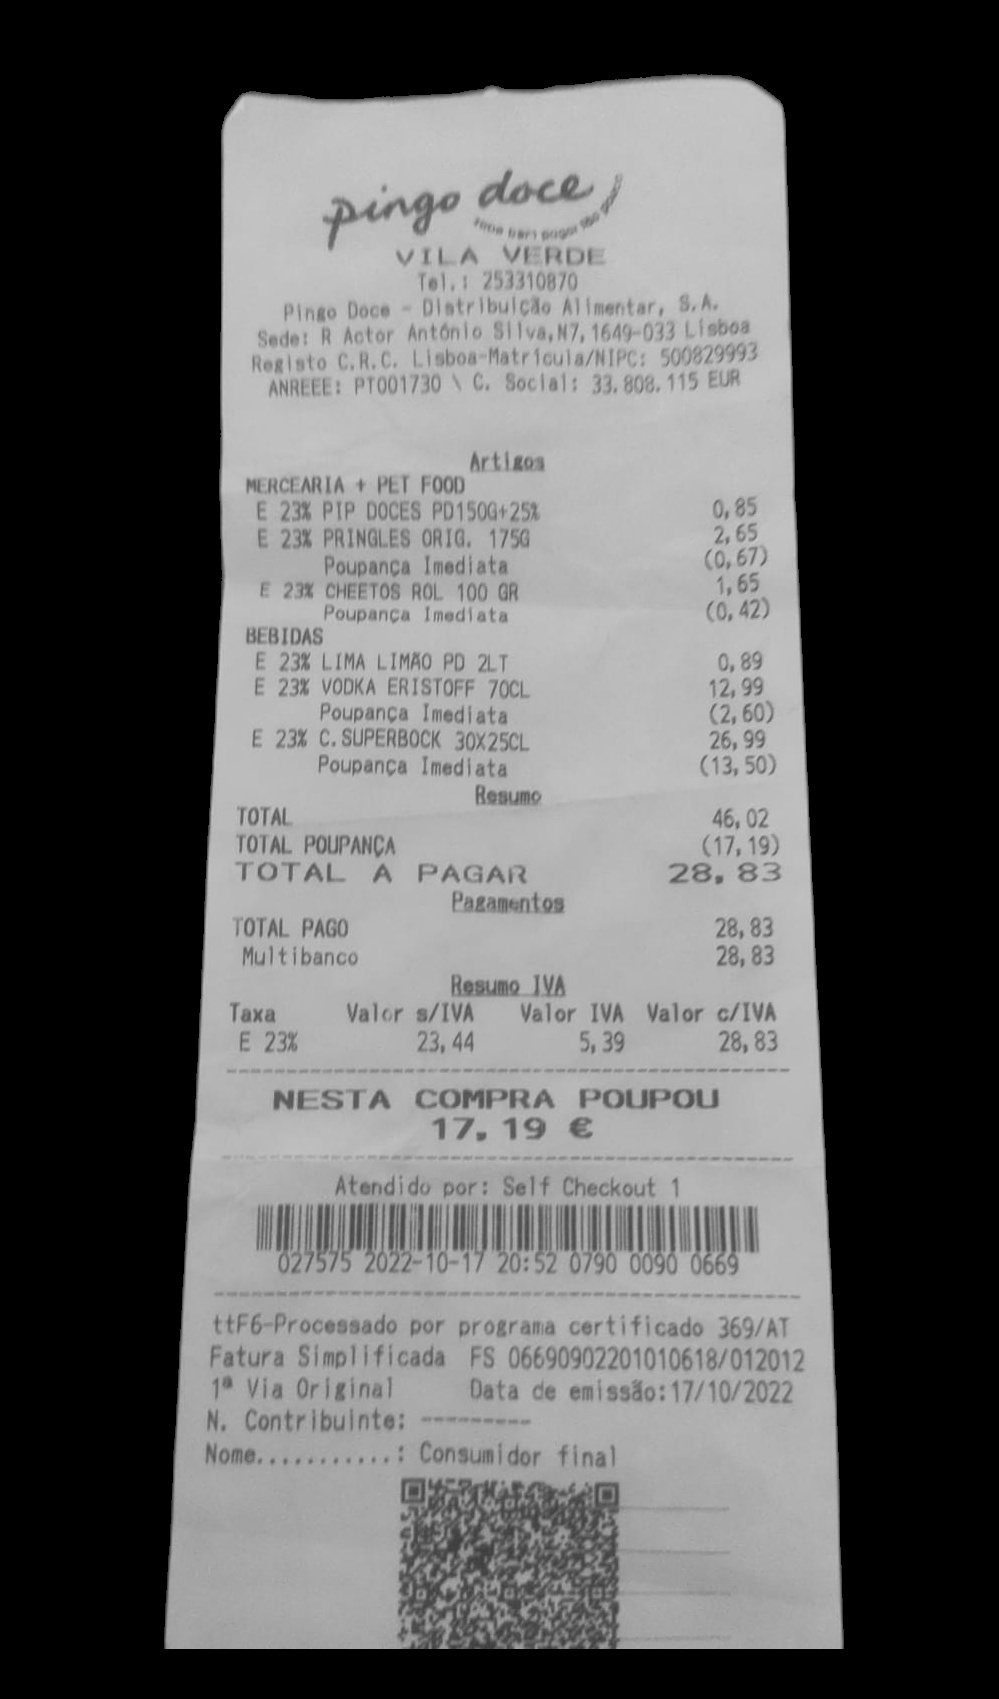 pingo doce
VILA VERDE
Tel.: 253310870
Pingo Doce - Distribuição Alimentar, S.A.
Sede: R Actor António Silva,N7, 1649-033 Lisboa
Registo C.R.C. Lisboa-Matrícula/NIPC: 500829993
ANREEE: PT001730 \ C. Social: 33.808.115 EUR
Artigos
MERCEARIA + PET FOOD
E 23% PIP DOCES PD150G+25% 0,85
E 23% PRINGLES ORIG. 175G 2,65
Poupança Imediata (0,67)
E 23% CHEETOS ROL 100 GR 1,65
Poupança Imediata (0,42)
BEBIDAS
E 23% LIMA LIMÃO PD 2LT 0,89
E 23% VODKA ERISTOFF 70CL 12,99
Poupança Imediata (2,60)
E 23% C.SUPERBOCK 30X25CL 26,99
Poupança Imediata (13,50)
Resumo
TOTAL 46,02
TOTAL POUPANÇA (17,19)
TOTAL A PAGAR 28,83
Pagamentos
TOTAL PAGO 28,83
Multibanco 28,83
Resumo IVA
Taxa Valor s/IVA Valor IVA Valor c/IVA
E 23% 23,44 5,39 28,83
NESTA COMPRA POUPOU
17,19 €
Atendido por: Self Checkout 1
027575 2022-10-17 20:52 0790 0090 0669
ttF6-Processado por programa certificado 369/AT
Fatura Simplificada FS 06690902201010618/012012
1ª Via Original Data de emissão:17/10/2022
N. Contribuinte: ---------
Nome...........: Consumidor final